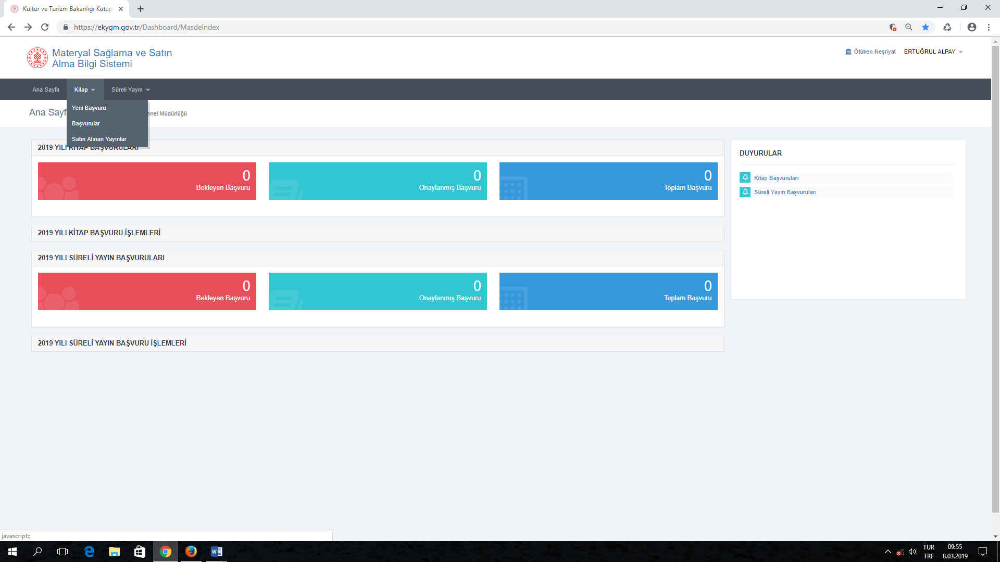 Kültür ve Turizm Bakanlığı Kütüp
https://ekygm.gov.tr/Dashboard/MasdeIndex
Materyal Sağlama ve Satın
Alma Bilgi Sistemi
Ötüken Neşriyat
ERTUĞRUL ALPAY
Ana Sayfa
Kitap
Süreli Yayın
Yeni Başvuru
Başvurular
Satın Alınan Yayınlar
Ana Sayf
enel Müdürlüğü
2019 YILI KİTAP BAŞVURULARI
0
Bekleyen Başvuru
0
Onaylanmış Başvuru
0
Toplam Başvuru
2019 YILI KİTAP BAŞVURU İŞLEMLERİ
2019 YILI SÜRELİ YAYIN BAŞVURULARI
0
Bekleyen Başvuru
0
Onaylanmış Başvuru
0
Toplam Başvuru
2019 YILI SÜRELİ YAYIN BAŞVURU İŞLEMLERİ
DUYURULAR
Kitap Başvuruları
Süreli Yayın Başvuruları
javascript:;
TUR
TRF
09:55
8.03.2019